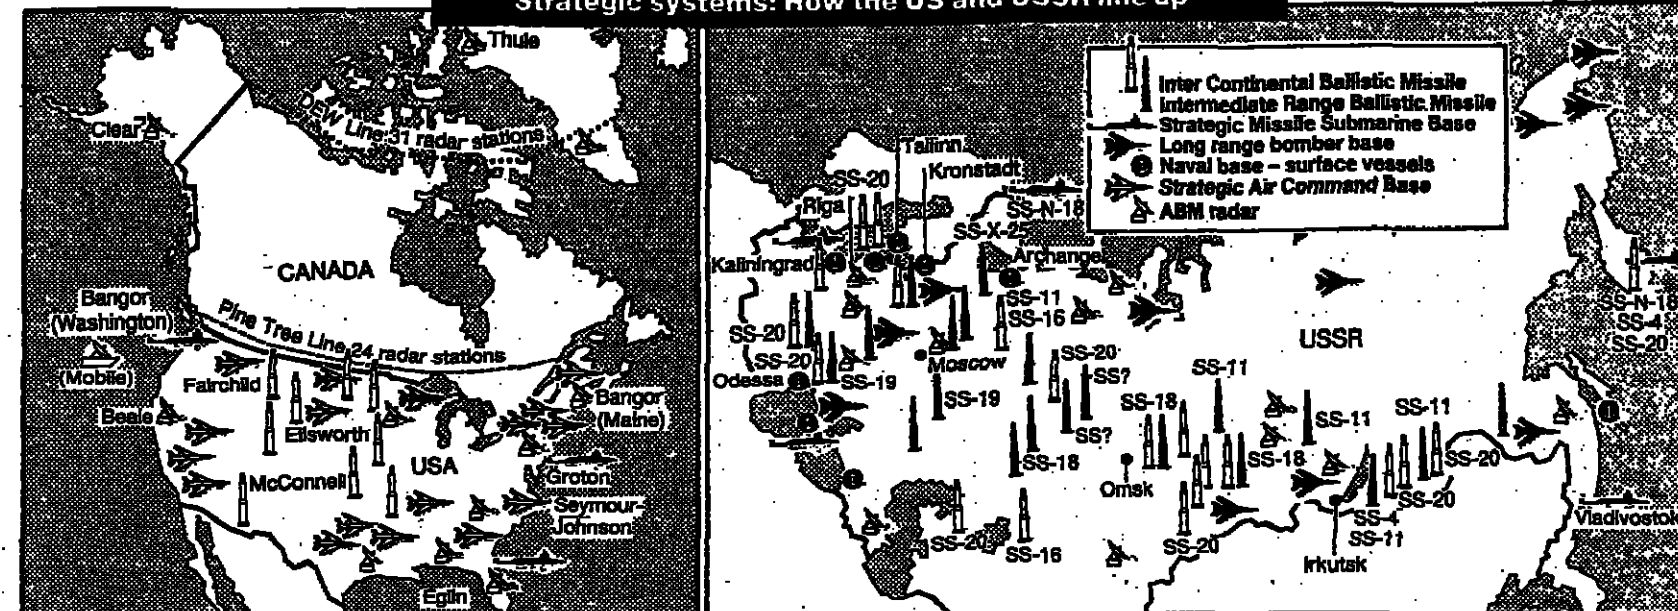 Strategic systems: How the US and USSR line up
Thule
Clear
DEW Line 31 radar stations
CANADA
Bangor
(Washington)
(Mobile)
Pine Tree Line 24 radar stations
Fairchild
Beale
Ellsworth
Bangor
(Maine)
USA
McConnell
Groton
Seymour-
Johnson
Eglin
Inter Continental Ballistic Missile
Intermediate Range Ballistic Missile
Strategic Missile Submarine Base
Long range bomber base
Naval base – surface vessels
Strategic Air Command Base
ABM radar
Tallinn
Kronstadt
SS-20
Riga
SS-N-18
SS-X-25
Kaliningrad
Archangel
SS-11
SS-16
SS-20
SS-20
Odessa
SS-19
Moscow
SS-20
SS?
SS-19
SS?
SS-18
USSR
SS-11
SS-18
Omsk
SS-18
SS-11
SS-11
SS-20
SS-20
SS-4
SS-11
Irkutsk
SS-20
SS-16
SS-20
SS-4
SS-20
Vladivostok